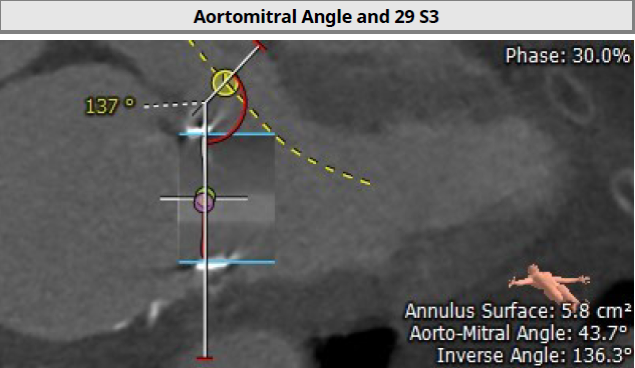 Aortomitral Angle and 29 S3
Phase: 30.0%
137 °
Annulus Surface: 5.8 cm²
Aorto-Mitral Angle: 43.7°
Inverse Angle: 136.3°